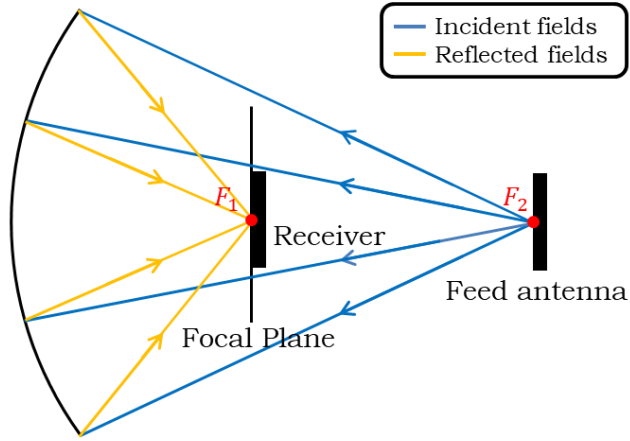 Incident fields
Reflected fields
F₁
F₂
Receiver
Feed antenna
Focal Plane